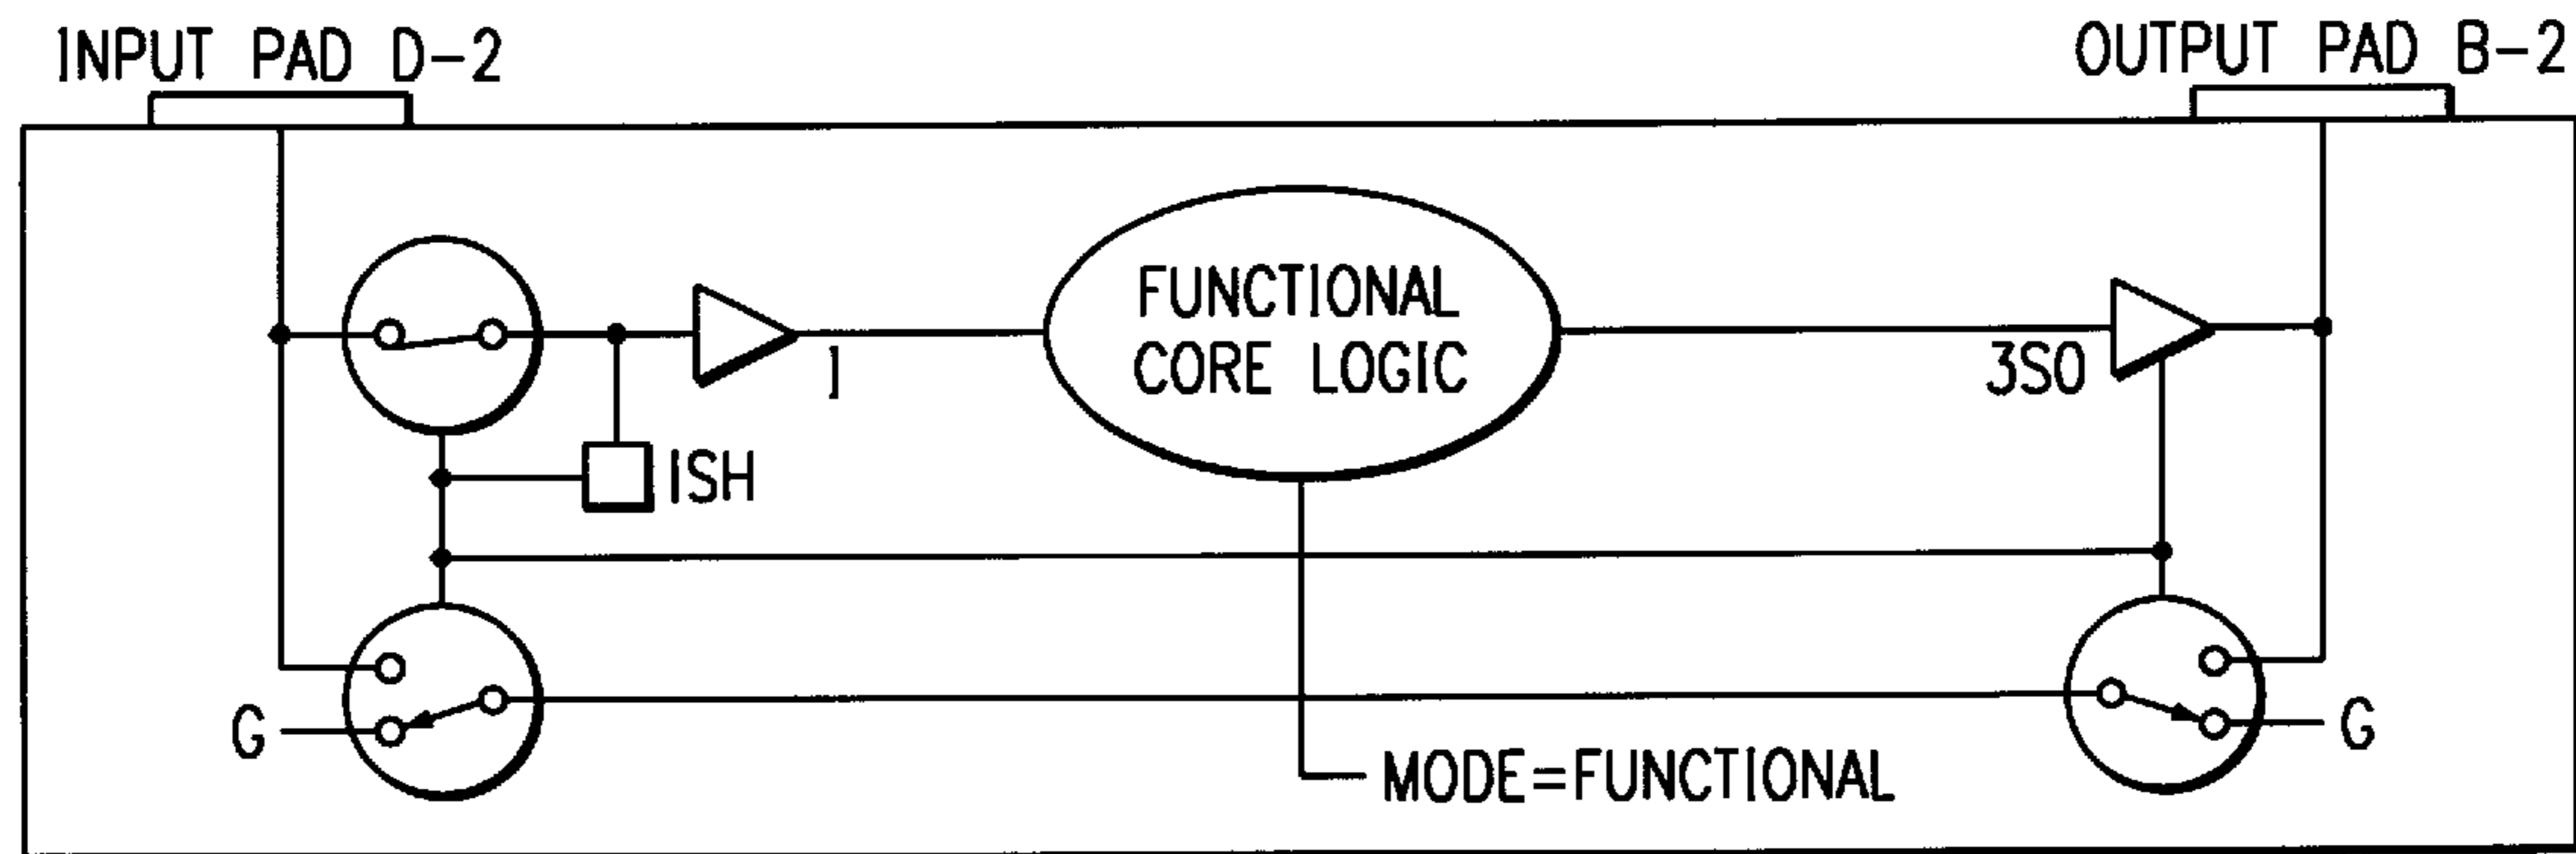 INPUT PAD D-2
OUTPUT PAD B-2
FUNCTIONAL
CORE LOGIC
I
3SO
ISH
G
G
MODE=FUNCTIONAL